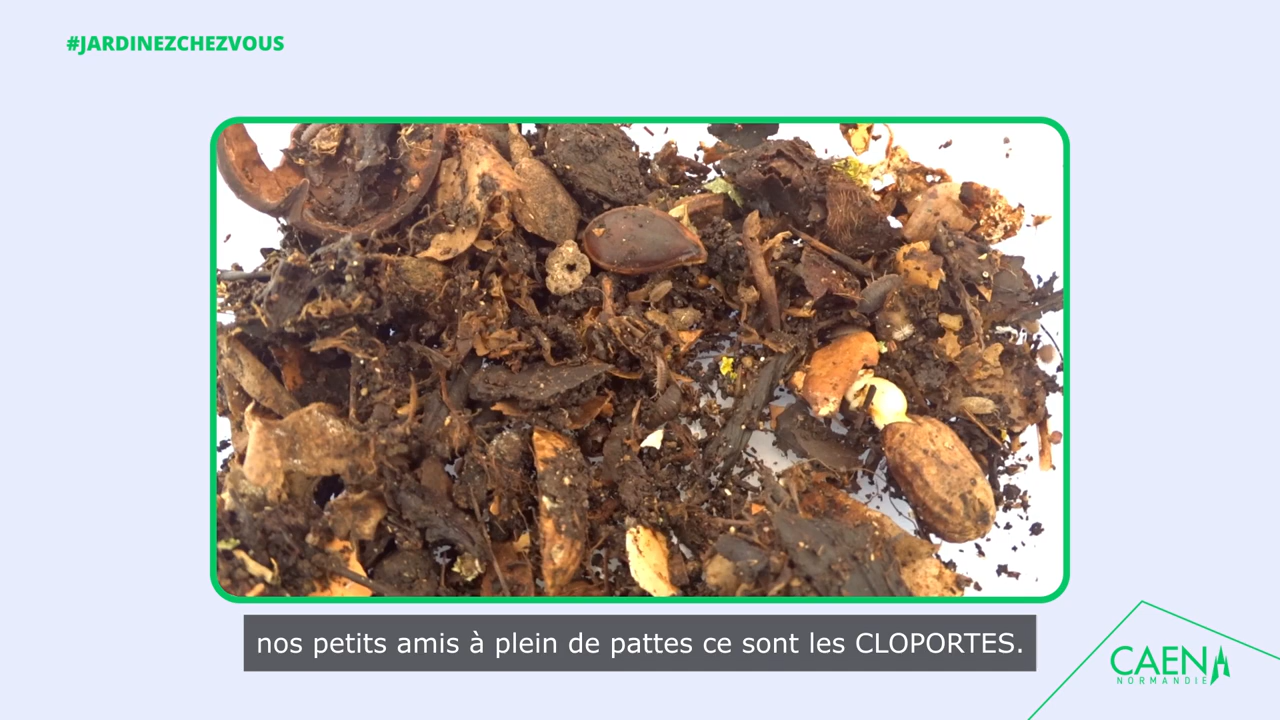 #JARDINEZCHEZVOUS
nos petits amis à plein de pattes ce sont les CLOPORTES.
CAEN
NORMANDIE